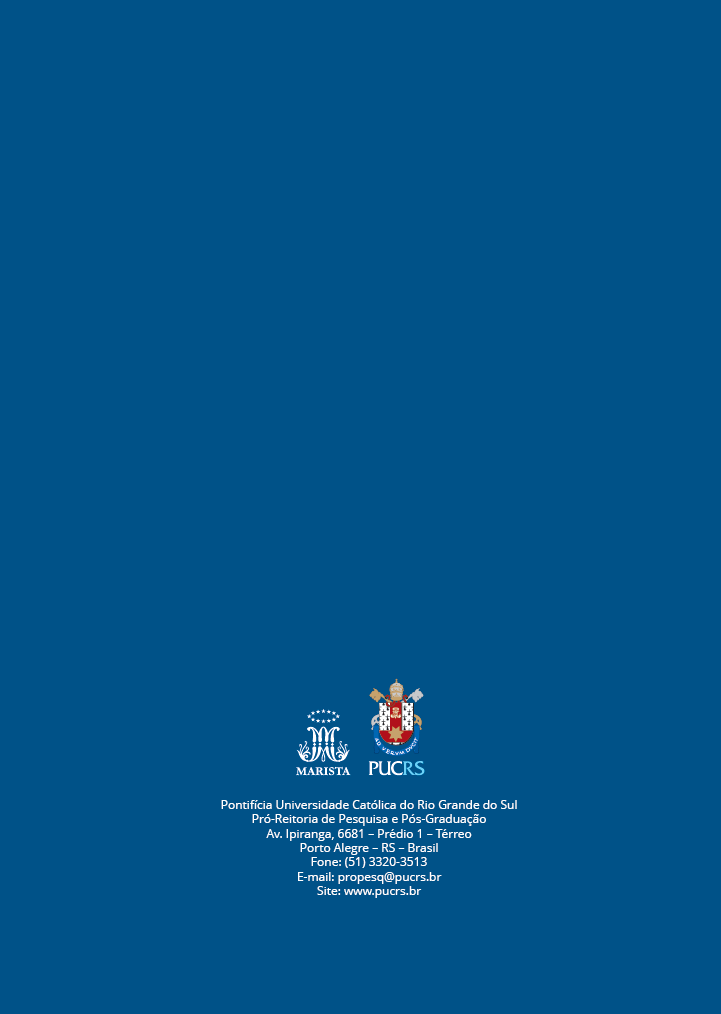 MARISTA
AD VERVM DVCIT
PUCRS
Pontifícia Universidade Católica do Rio Grande do Sul
Pró-Reitoria de Pesquisa e Pós-Graduação
Av. Ipiranga, 6681 – Prédio 1 – Térreo
Porto Alegre – RS – Brasil
Fone: (51) 3320-3513
E-mail: propesq@pucrs.br
Site: www.pucrs.br